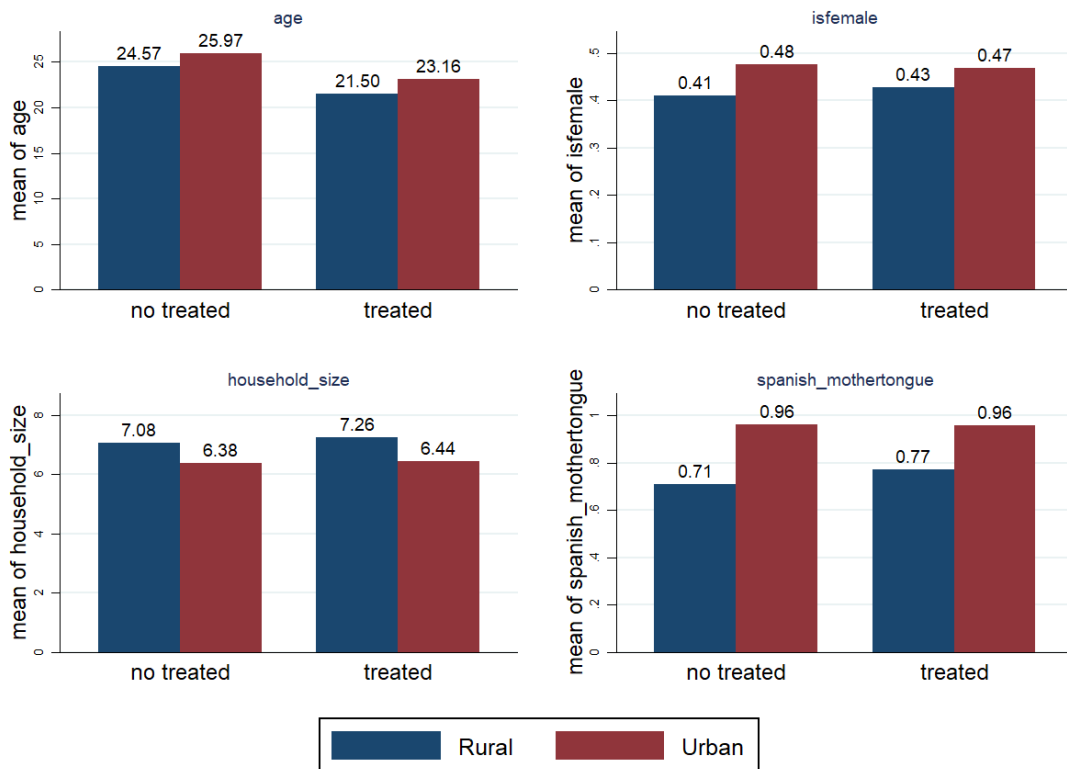 age
mean of age
0
5
10
15
20
25
24.57
25.97
21.50
23.16
no treated
treated
isfemale
mean of isfemale
0
.1
.2
.3
.4
.5
0.41
0.48
0.43
0.47
no treated
treated
household_size
mean of household_size
0
2
4
6
8
7.08
6.38
7.26
6.44
no treated
treated
spanish_mothertongue
mean of spanish_mothertongue
0
.2
.4
.6
.8
1
0.71
0.96
0.77
0.96
no treated
treated
Rural
Urban